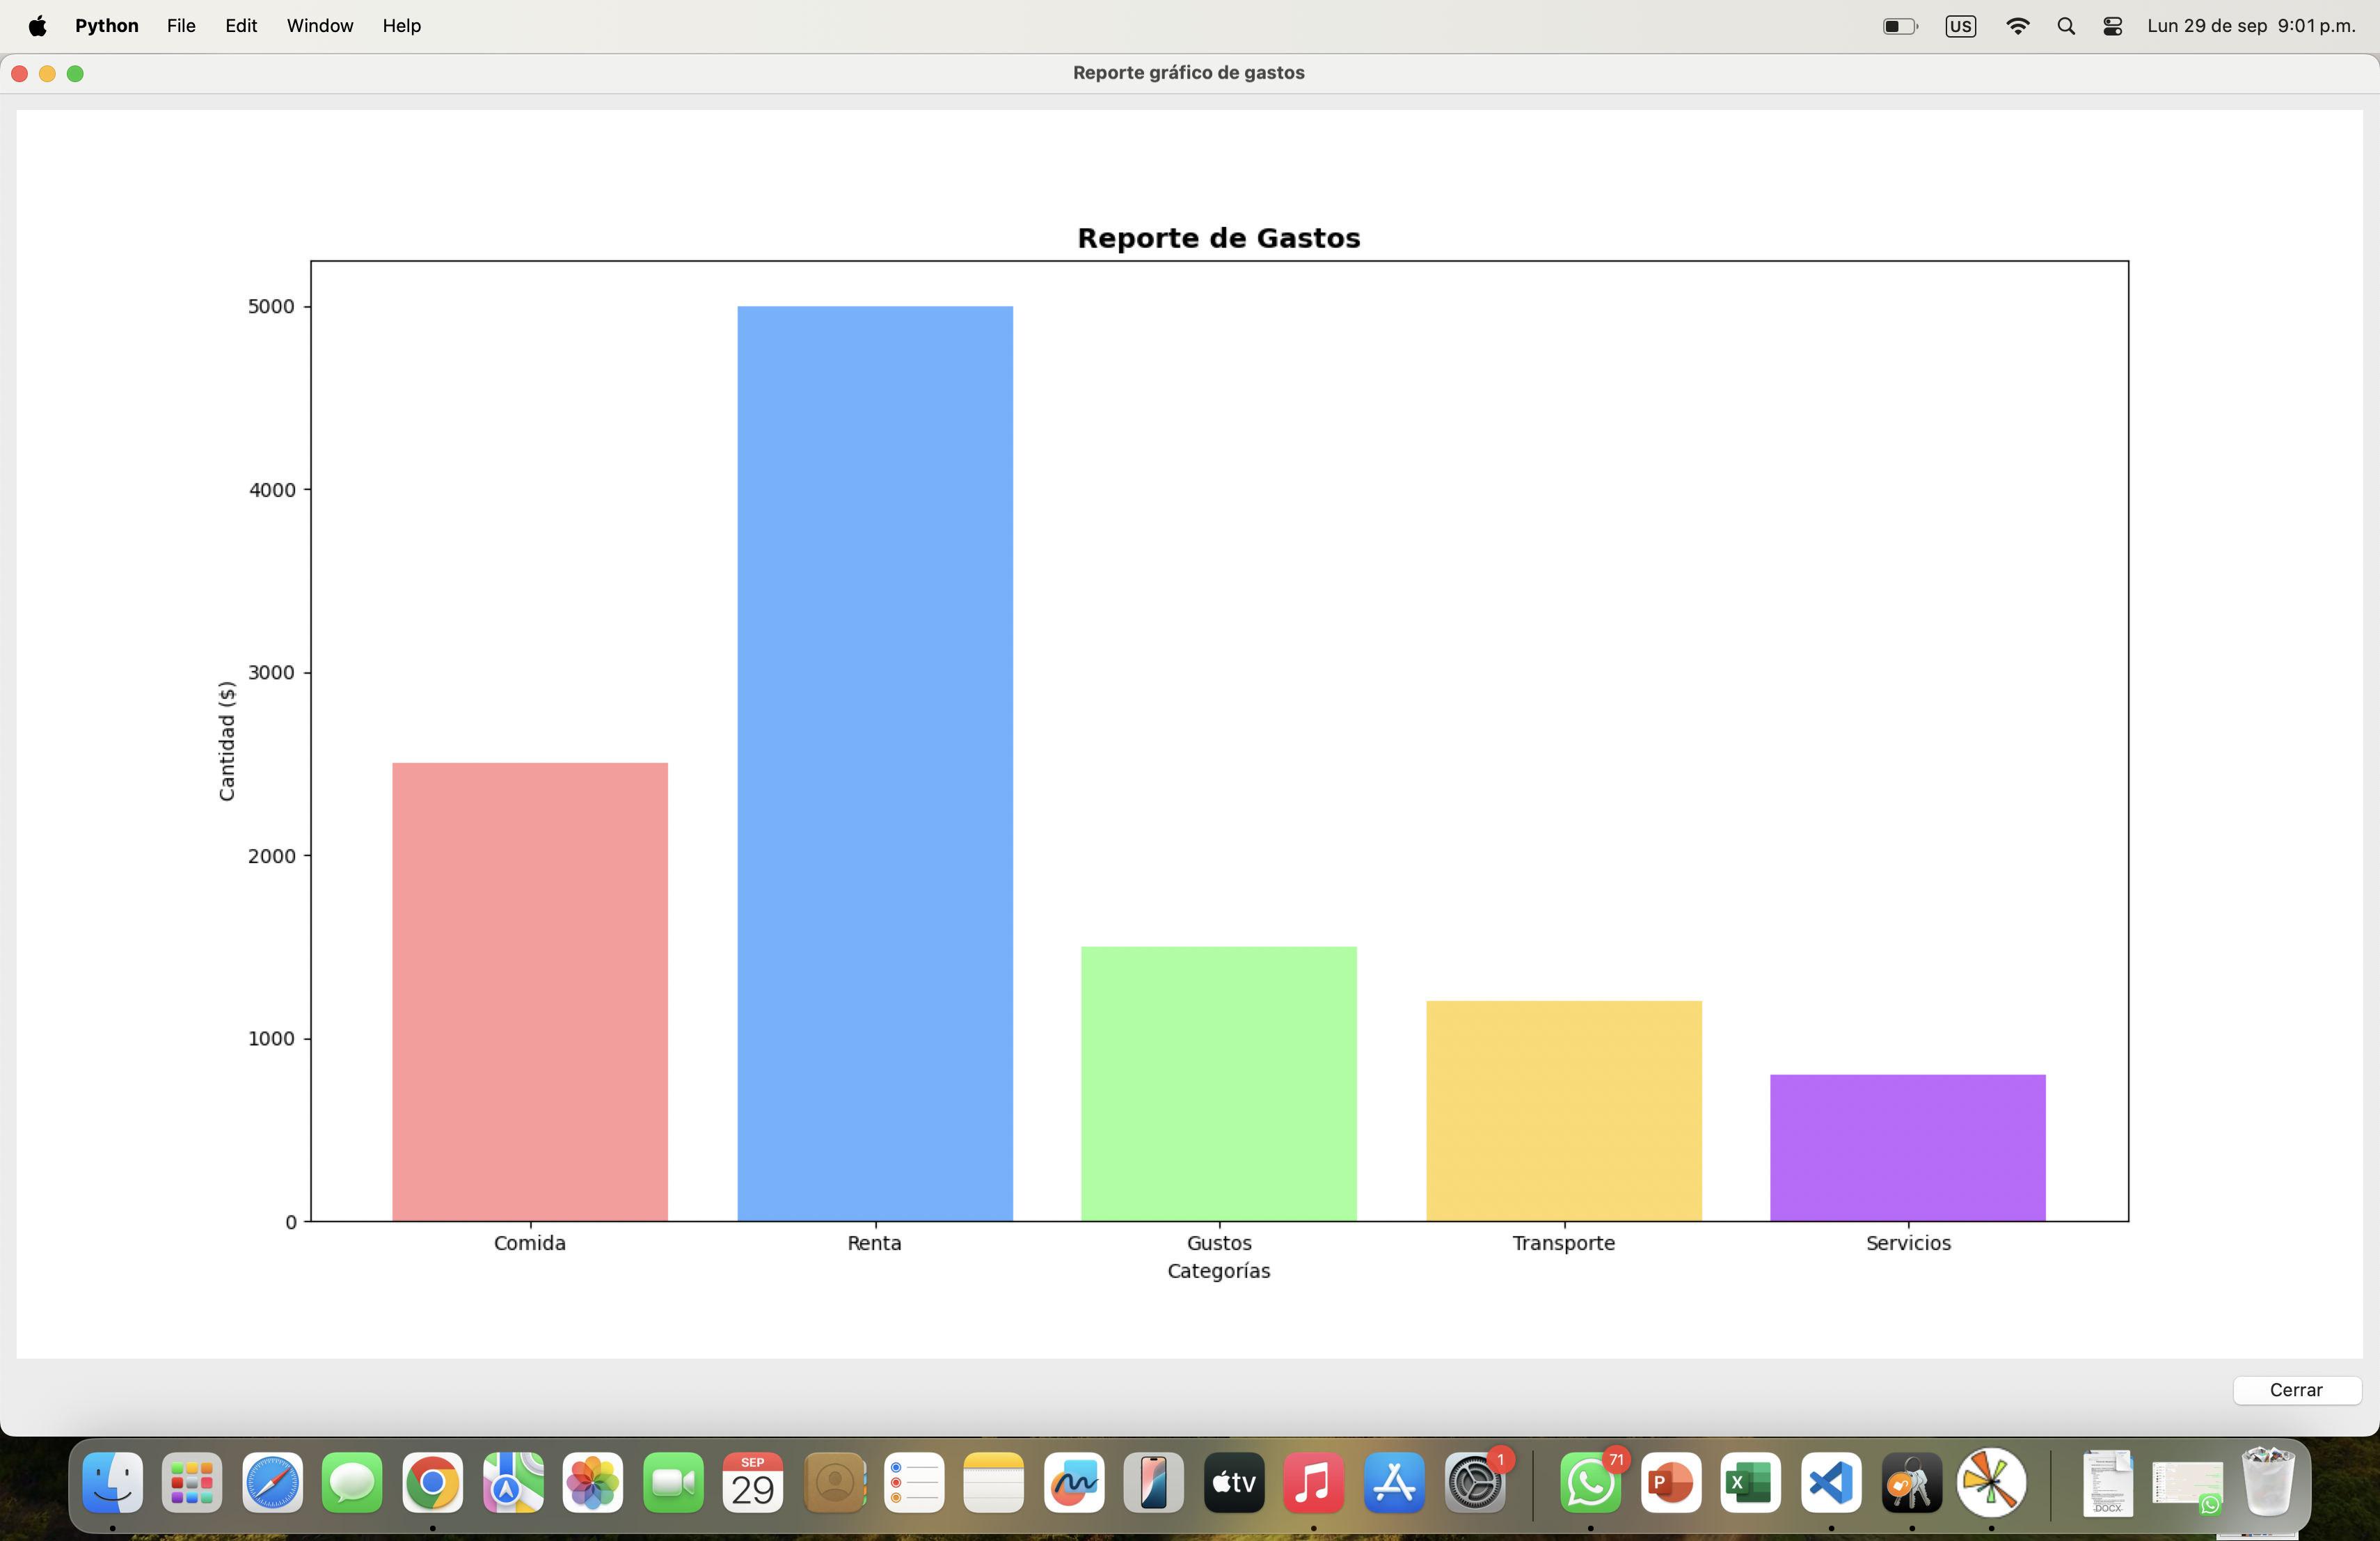 Python File Edit Window Help US Lun 29 de sep 9:01 p.m.
Reporte gráfico de gastos
Reporte de Gastos
5000
4000
3000
2000
1000
0
Cantidad ($)
Comida Renta Gustos Transporte Servicios
Categorías
Cerrar
SEP
29
tv
1
71
P
X
DOCX